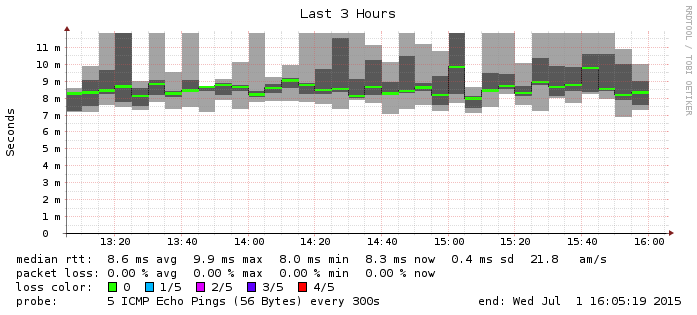 Last 3 Hours
RRDTOOL / TOBI OETIKER
Seconds
11 m
10 m
9 m
8 m
7 m
6 m
5 m
4 m
3 m
2 m
1 m
0
13:20 13:40 14:00 14:20 14:40 15:00 15:20 15:40 16:00
median rtt: 8.6 ms avg 9.9 ms max 8.0 ms min 8.3 ms now 0.4 ms sd 21.8 am/s
packet loss: 0.00 % avg 0.00 % max 0.00 % min 0.00 % now
loss color: 0 1/5 2/5 3/5 4/5
probe: 5 ICMP Echo Pings (56 Bytes) every 300s end: Wed Jul 1 16:05:19 2015